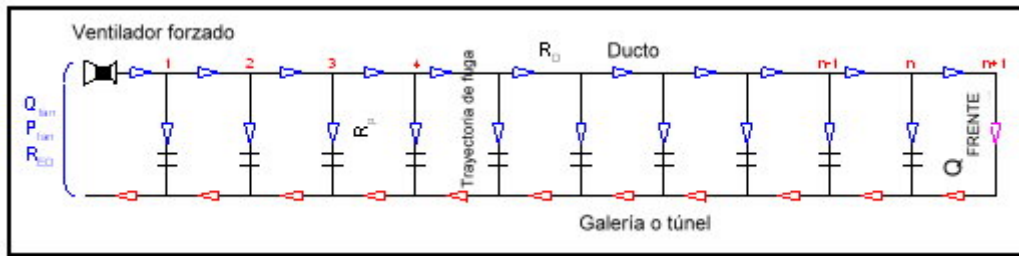 Ventilador forzado
R_D Ducto
1 2 3 4 n-1 n n+1
Trayectoria de fuga
Q_fan
P_fan
R_EQ
R_P
Q FRENTE
Galería o túnel